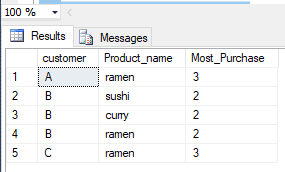 100 %
Results Messages
customer Product_name Most_Purchase
1 A ramen 3
2 B sushi 2
3 B curry 2
4 B ramen 2
5 C ramen 3